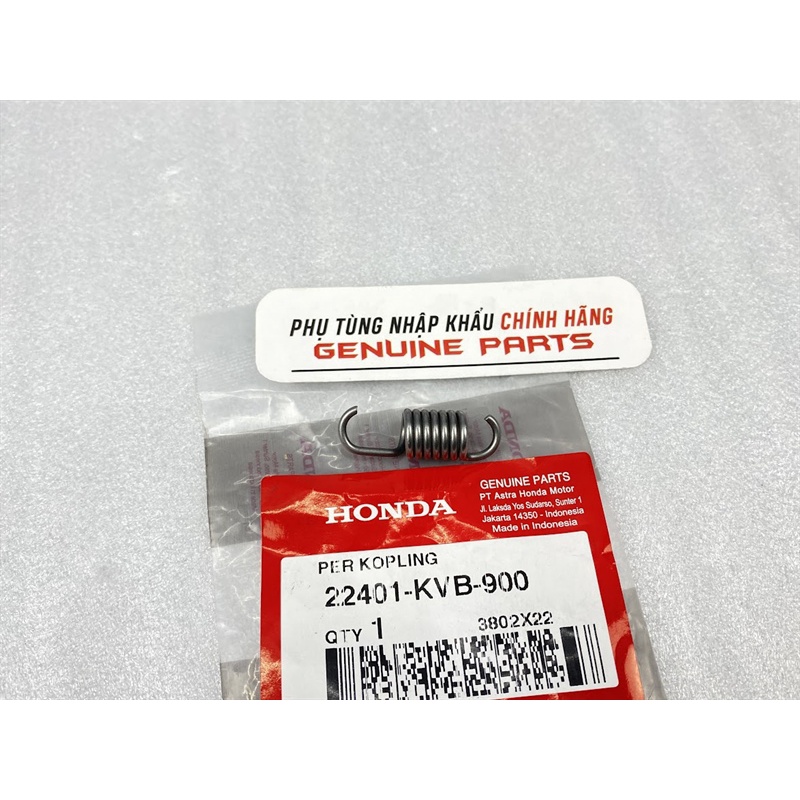 PHỤ TÙNG NHẬP KHẨU CHÍNH HÃNG
GENUINE PARTS
HONDA
GENUINE PARTS
PT Astra Honda Motor
Jl. Laksda Yos Sudarso, Sunter 1
Jakarta 14350 - Indonesia
Made in Indonesia
PER KOPLING
22401-KVB-900
QTY 1
3802X22